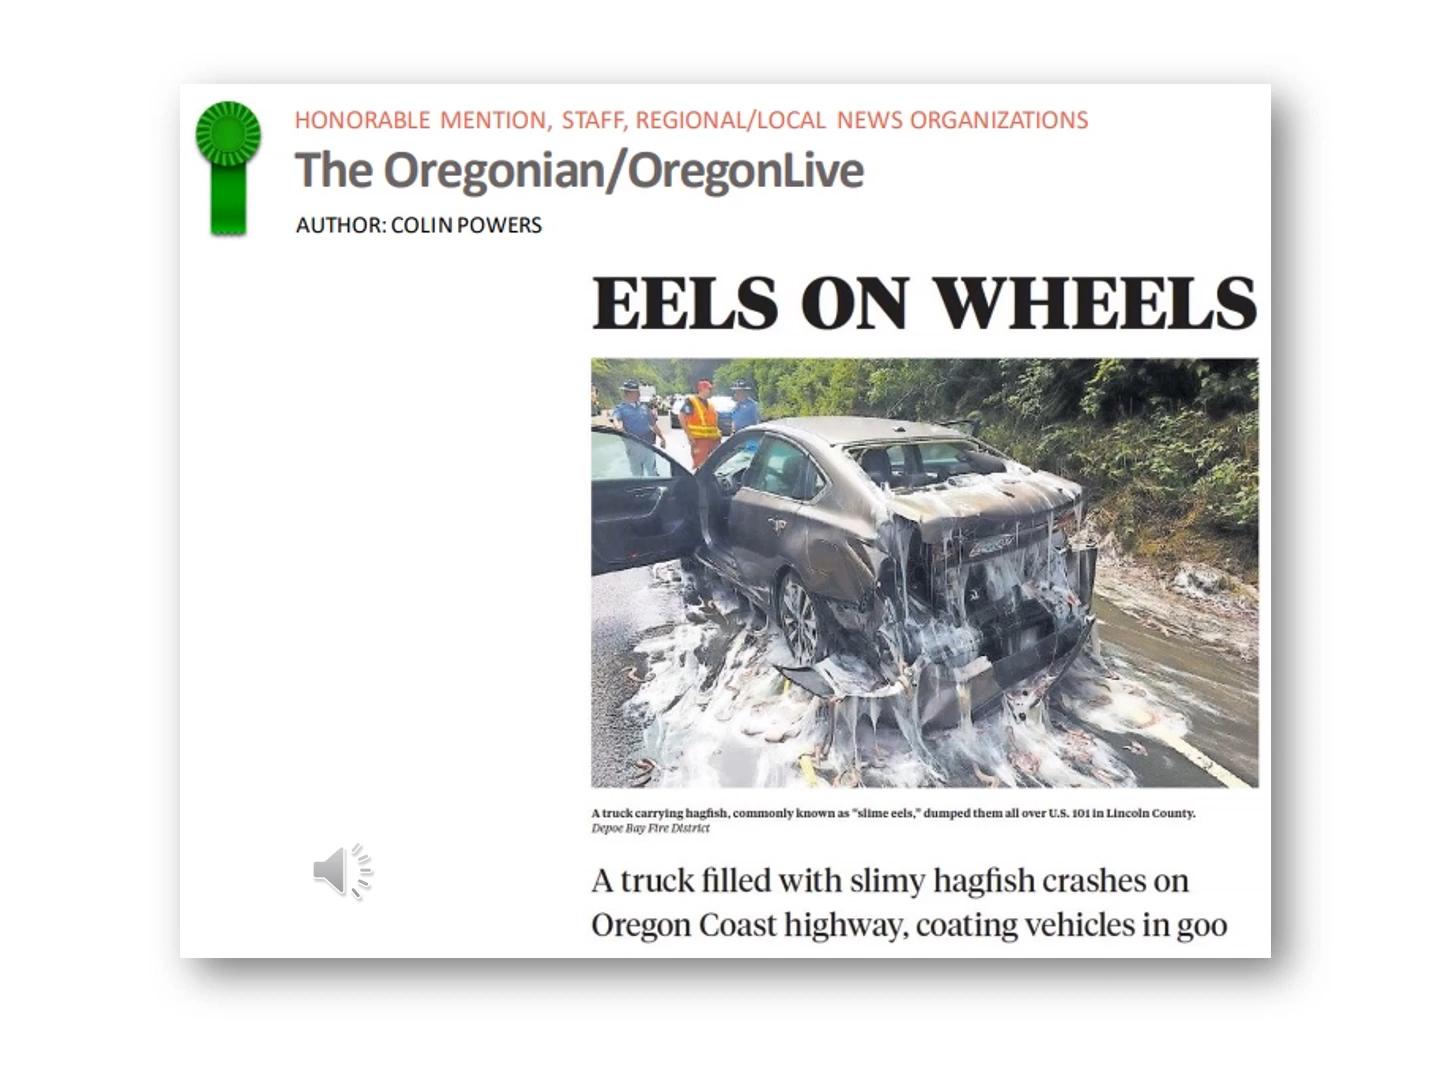 HONORABLE MENTION, STAFF, REGIONAL/LOCAL NEWS ORGANIZATIONS
The Oregonian/OregonLive
AUTHOR: COLIN POWERS
EELS ON WHEELS
A truck carrying hagfish, commonly known as "slime eels," dumped them all over U.S. 101 in Lincoln County.
Depoe Bay Fire District
A truck filled with slimy hagfish crashes on
Oregon Coast highway, coating vehicles in goo